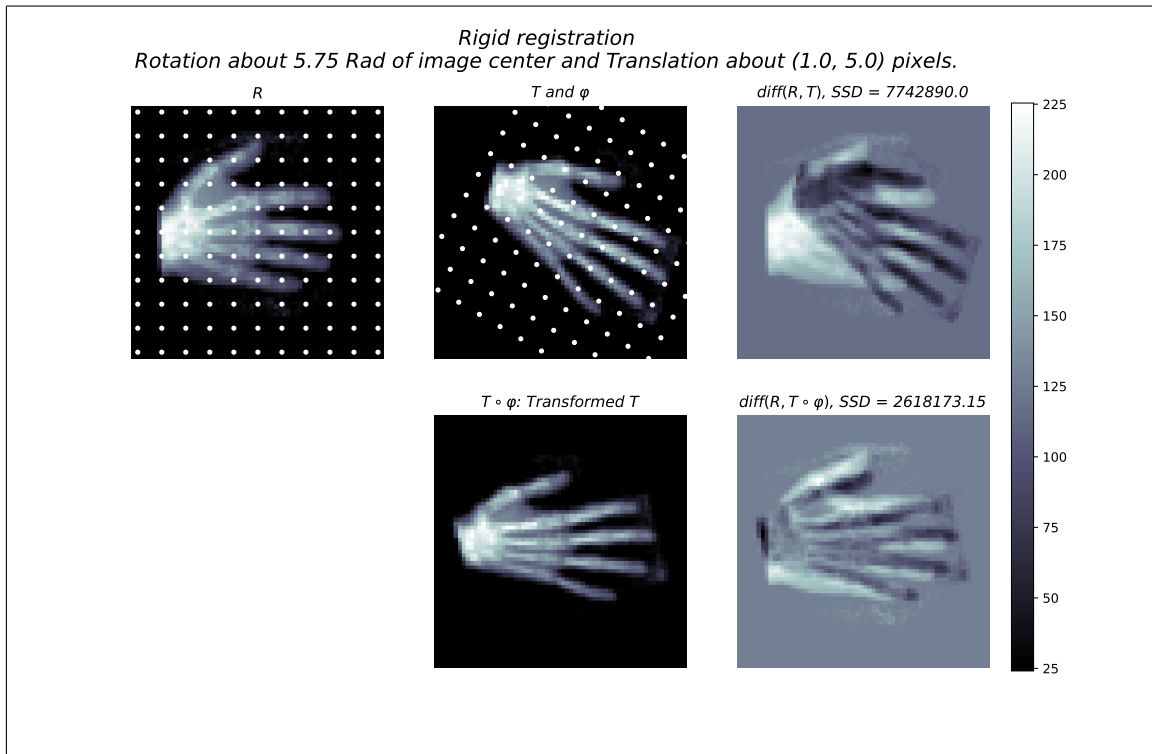 Rigid registration
Rotation about 5.75 Rad of image center and Translation about (1.0, 5.0) pixels.
R
T and φ
diff(R, T), SSD = 7742890.0
225
200
175
150
125
100
75
50
25
T ∘ φ: Transformed T
diff(R, T ∘ φ), SSD = 2618173.15